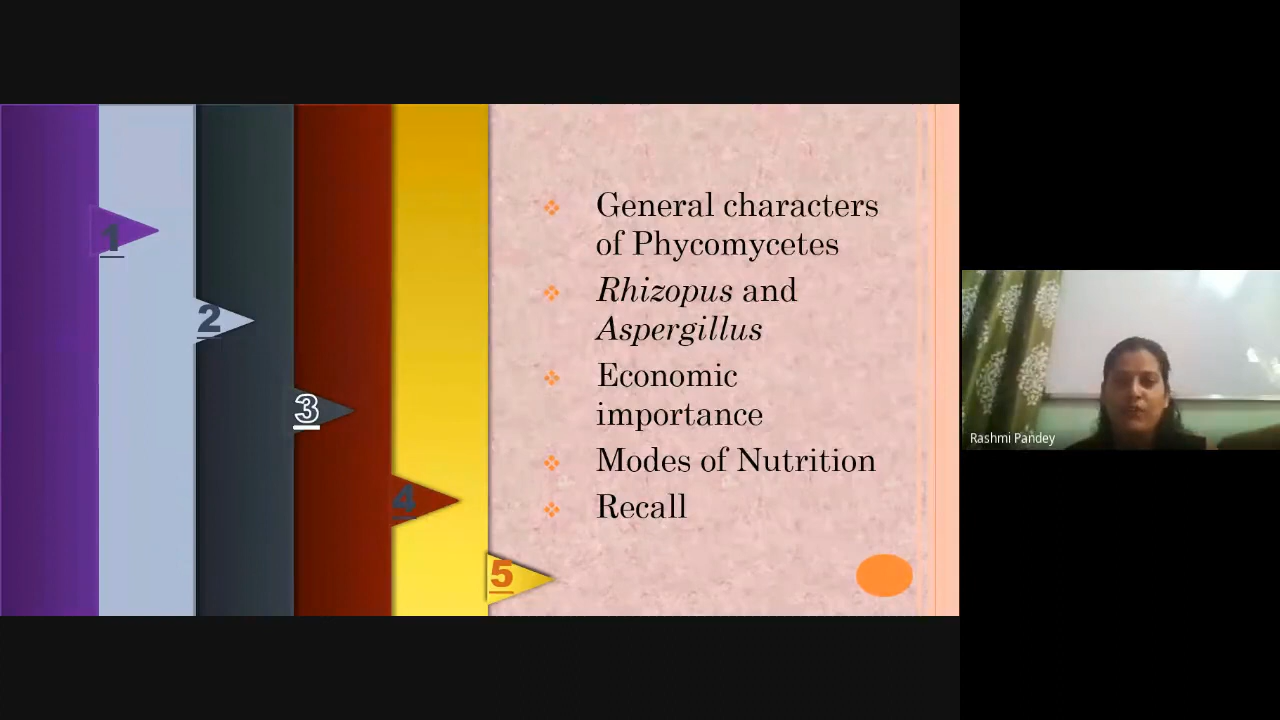 1
2
3
4
5
General characters
of Phycometes
Rhizopus and
Aspergillus
Economic
importance
Modes of Nutrition
Recall
Rashmi Pandey